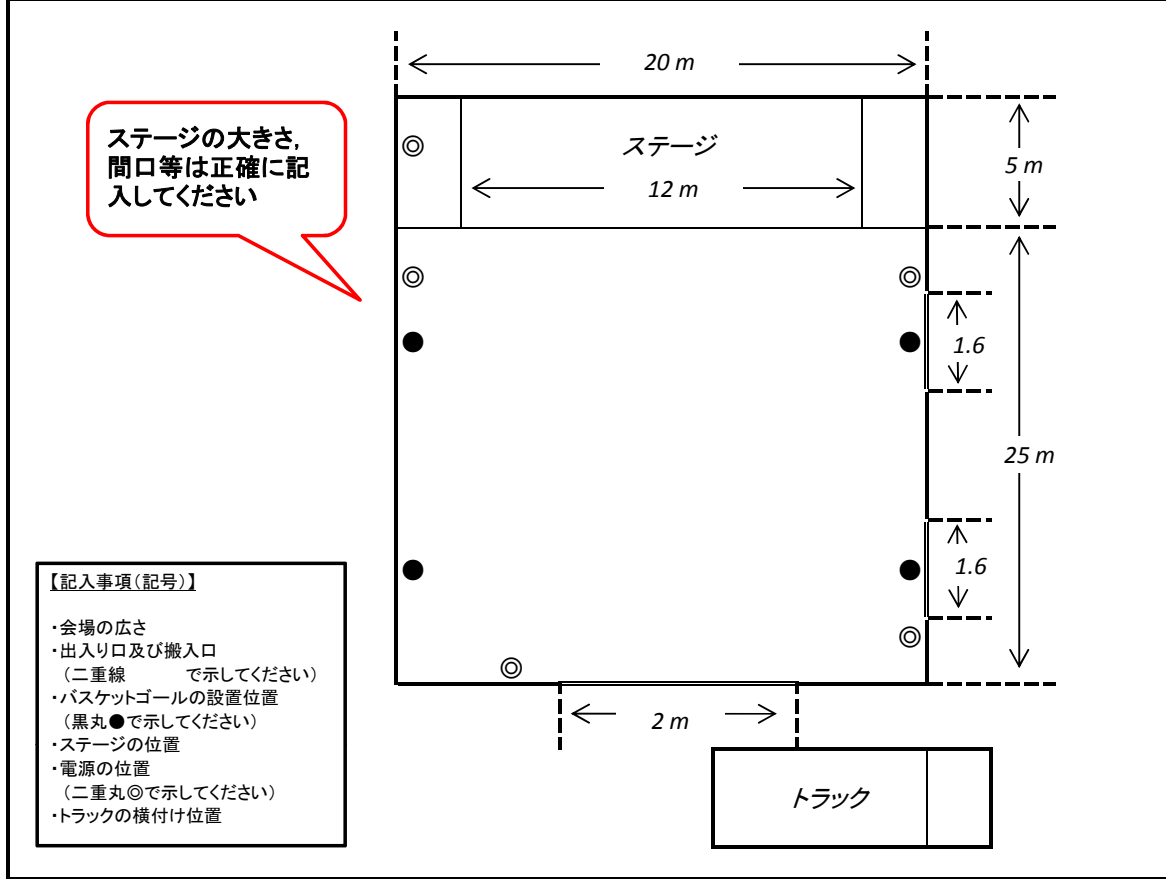 20 m
ステージの大きさ,
間口等は正確に記
入してください
◎
ステージ
12 m
5 m
◎
◎
●
●
1.6
25 m
●
●
1.6
◎
◎
2 m
トラック
【記入事項(記号)】
・会場の広さ
・出入り口及び搬入口
（二重線　　　で示してください）
・バスケットゴールの設置位置
（黒丸●で示してください）
・ステージの位置
・電源の位置
（二重丸◎で示してください）
・トラックの横付け位置